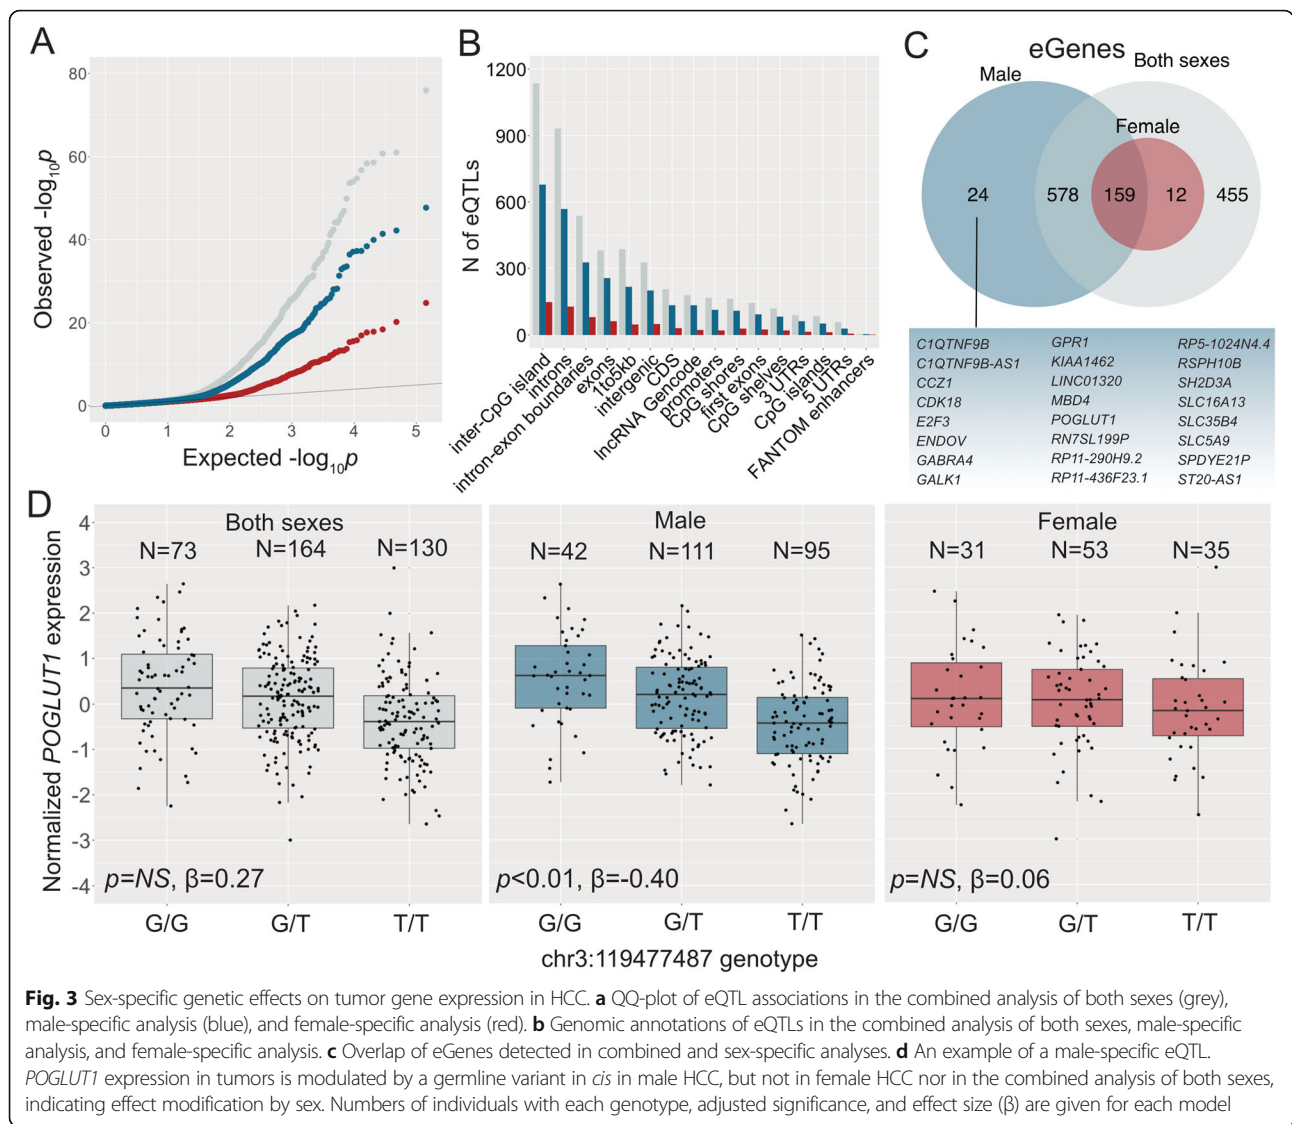 A
80
60
40
20
0
Observed -log10p
0 1 2 3 4 5
Expected -log10p
B
1200
900
600
300
0
N of eQTLs
inter-CpG island
introns
intron-exon boundaries
exons
1to5kb
intergenic
CDS
lncRNA Gencode
promoters
CpG shores
first exons
CpG shelves
3 UTRs
CpG islands
5 UTRs
FANTOM enhancers
C
eGenes
Male
Both sexes
Female
24 578 159 12 455
C1QTNF9B GPR1 RP5-1024N4.4
C1QTNF9B-AS1 KIAA1462 RSPH10B
CCZ1 LINC01320 SH2D3A
CDK18 MBD4 SLC16A13
E2F3 POGLUT1 SLC35B4
ENDOV RN7SL199P SLC5A9
GABRA4 RP11-290H9.2 SPDYE21P
GALK1 RP11-436F23.1 ST20-AS1
D
Normalized POGLUT1 expression
4
3
2
1
0
-1
-2
-3
-4
Both sexes
N=73 N=164 N=130
p=NS, β=0.27
G/G G/T T/T
Male
N=42 N=111 N=95
p<0.01, β=-0.40
G/G G/T T/T
Female
N=31 N=53 N=35
p=NS, β=0.06
G/G G/T T/T
chr3:119477487 genotype
Fig. 3 Sex-specific genetic effects on tumor gene expression in HCC. a QQ-plot of eQTL associations in the combined analysis of both sexes (grey),
male-specific analysis (blue), and female-specific analysis (red). b Genomic annotations of eQTLs in the combined analysis of both sexes, male-specific
analysis, and female-specific analysis. c Overlap of eGenes detected in combined and sex-specific analyses. d An example of a male-specific eQTL.
POGLUT1 expression in tumors is modulated by a germline variant in cis in male HCC, but not in female HCC nor in the combined analysis of both sexes,
indicating effect modification by sex. Numbers of individuals with each genotype, adjusted significance, and effect size (β) are given for each model